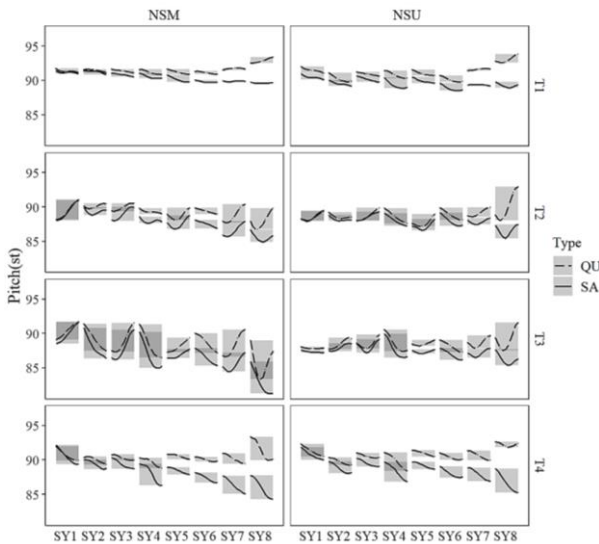 NSM NSU
95
90
85
T1
95
90
85
T2
Pitch(st)
Type
QU
SA
95
90
85
T3
95
90
85
T4
SY1 SY2 SY3 SY4 SY5 SY6 SY7 SY8 SY1 SY2 SY3 SY4 SY5 SY6 SY7 SY8